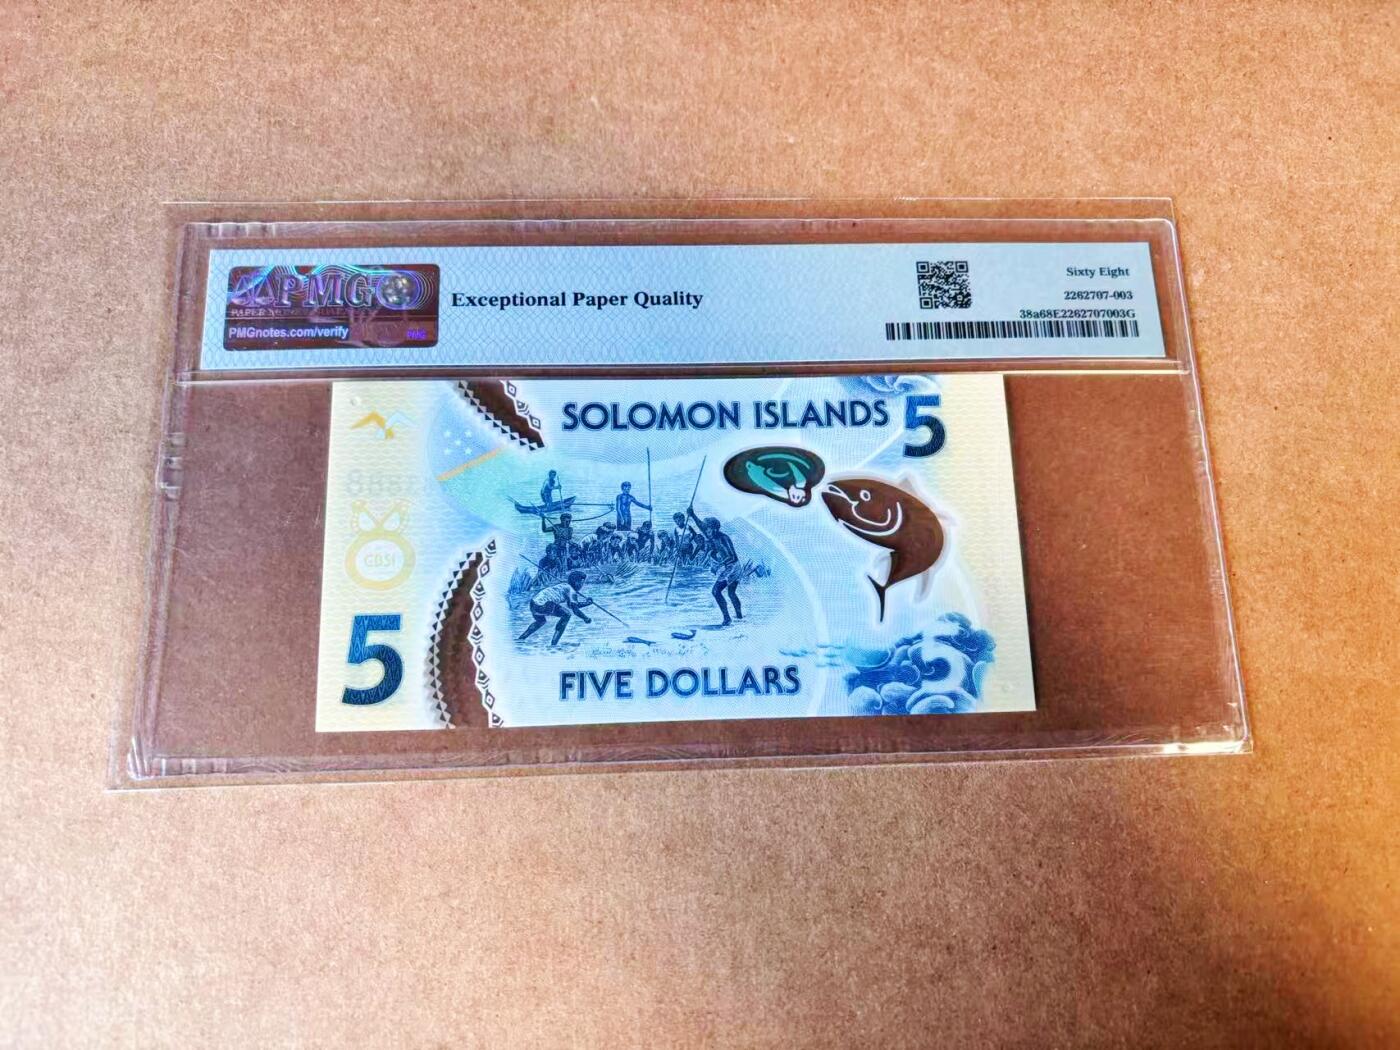 PMG
PMGnotes.com/verify
PMG
Exceptional Paper Quality
Sixty Eight
2262707-003
38a68E2262707003G
SOLOMON ISLANDS 5
CBSI
5
FIVE DOLLARS